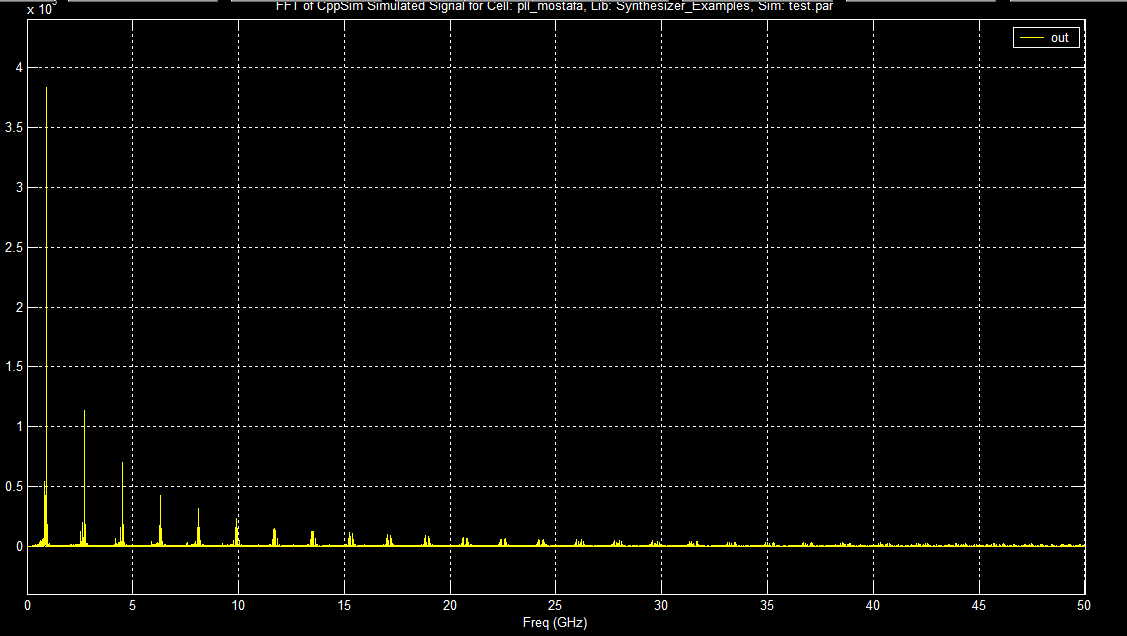 x 10⁵
FFT of CppSim Simulated Signal for Cell: pll_mostafa, Lib: Synthesizer_Examples, Sim: test.par
out
4
3.5
3
2.5
2
1.5
1
0.5
0
0 5 10 15 20 25 30 35 40 45 50
Freq (GHz)